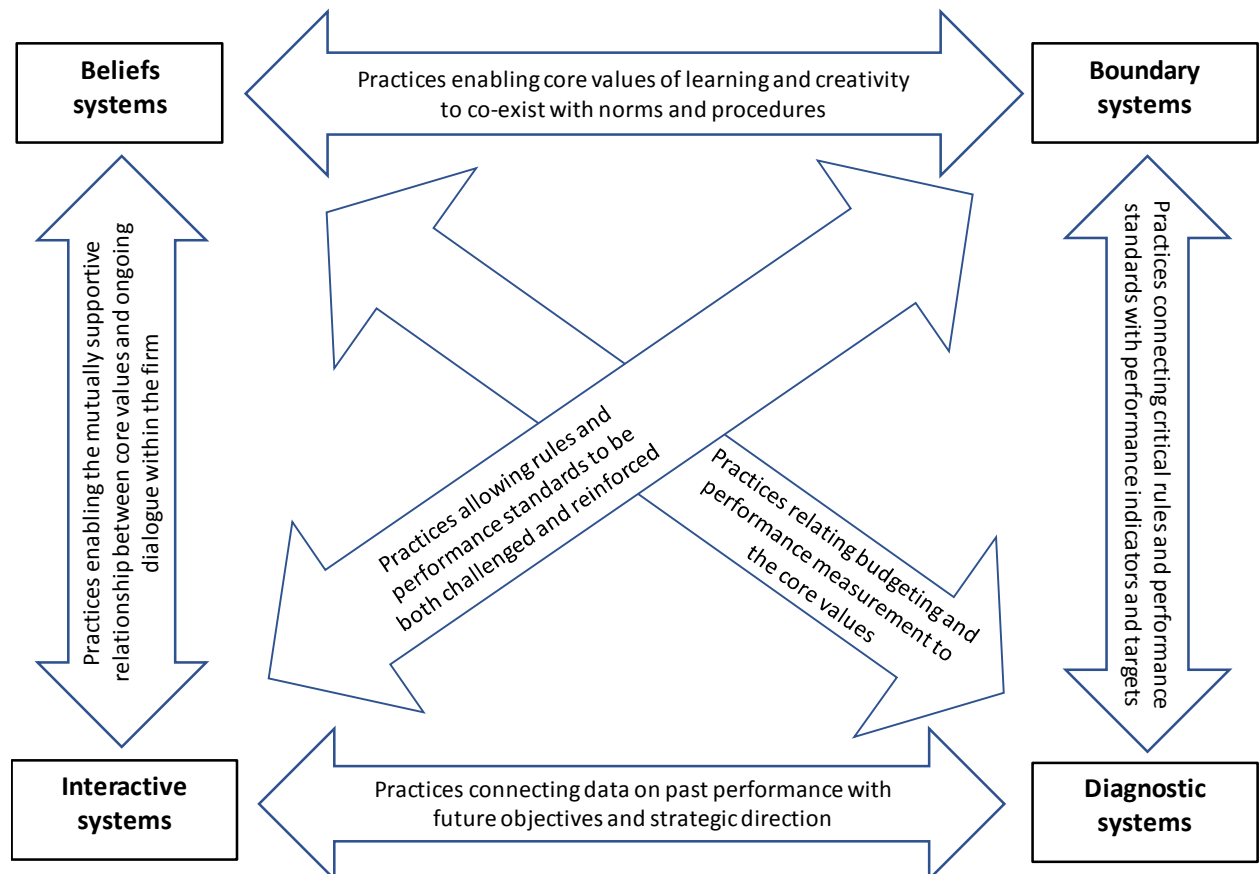 Beliefs
systems
Practices enabling core values of learning and creativity
to co-exist with norms and procedures
Boundary
systems
Practices enabling the mutually supportive
relationship between core values and ongoing
dialogue within the firm
Practices allowing rules and
performance standards to be
both challenged and reinforced
Practices relating budgeting and
performance measurement to
the core values
Practices connecting critical rules and performance
standards with performance indicators and targets
Interactive
systems
Practices connecting data on past performance with
future objectives and strategic direction
Diagnostic
systems